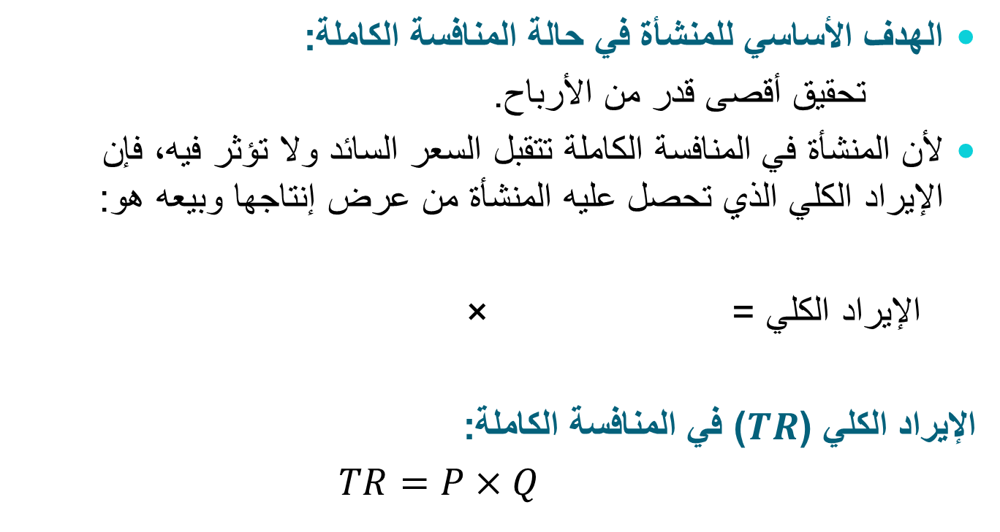 • الهدف الأساسي للمنشأة في حالة المنافسة الكاملة:
تحقيق أقصى قدر من الأرباح.
• لأن المنشأة في المنافسة الكاملة تتقبل السعر السائد ولا تؤثر فيه، فإن
الإيراد الكلي الذي تحصل عليه المنشأة من عرض إنتاجها وبيعه هو:
الإيراد الكلي = ×
الإيراد الكلي (TR) في المنافسة الكاملة:
TR = P × Q